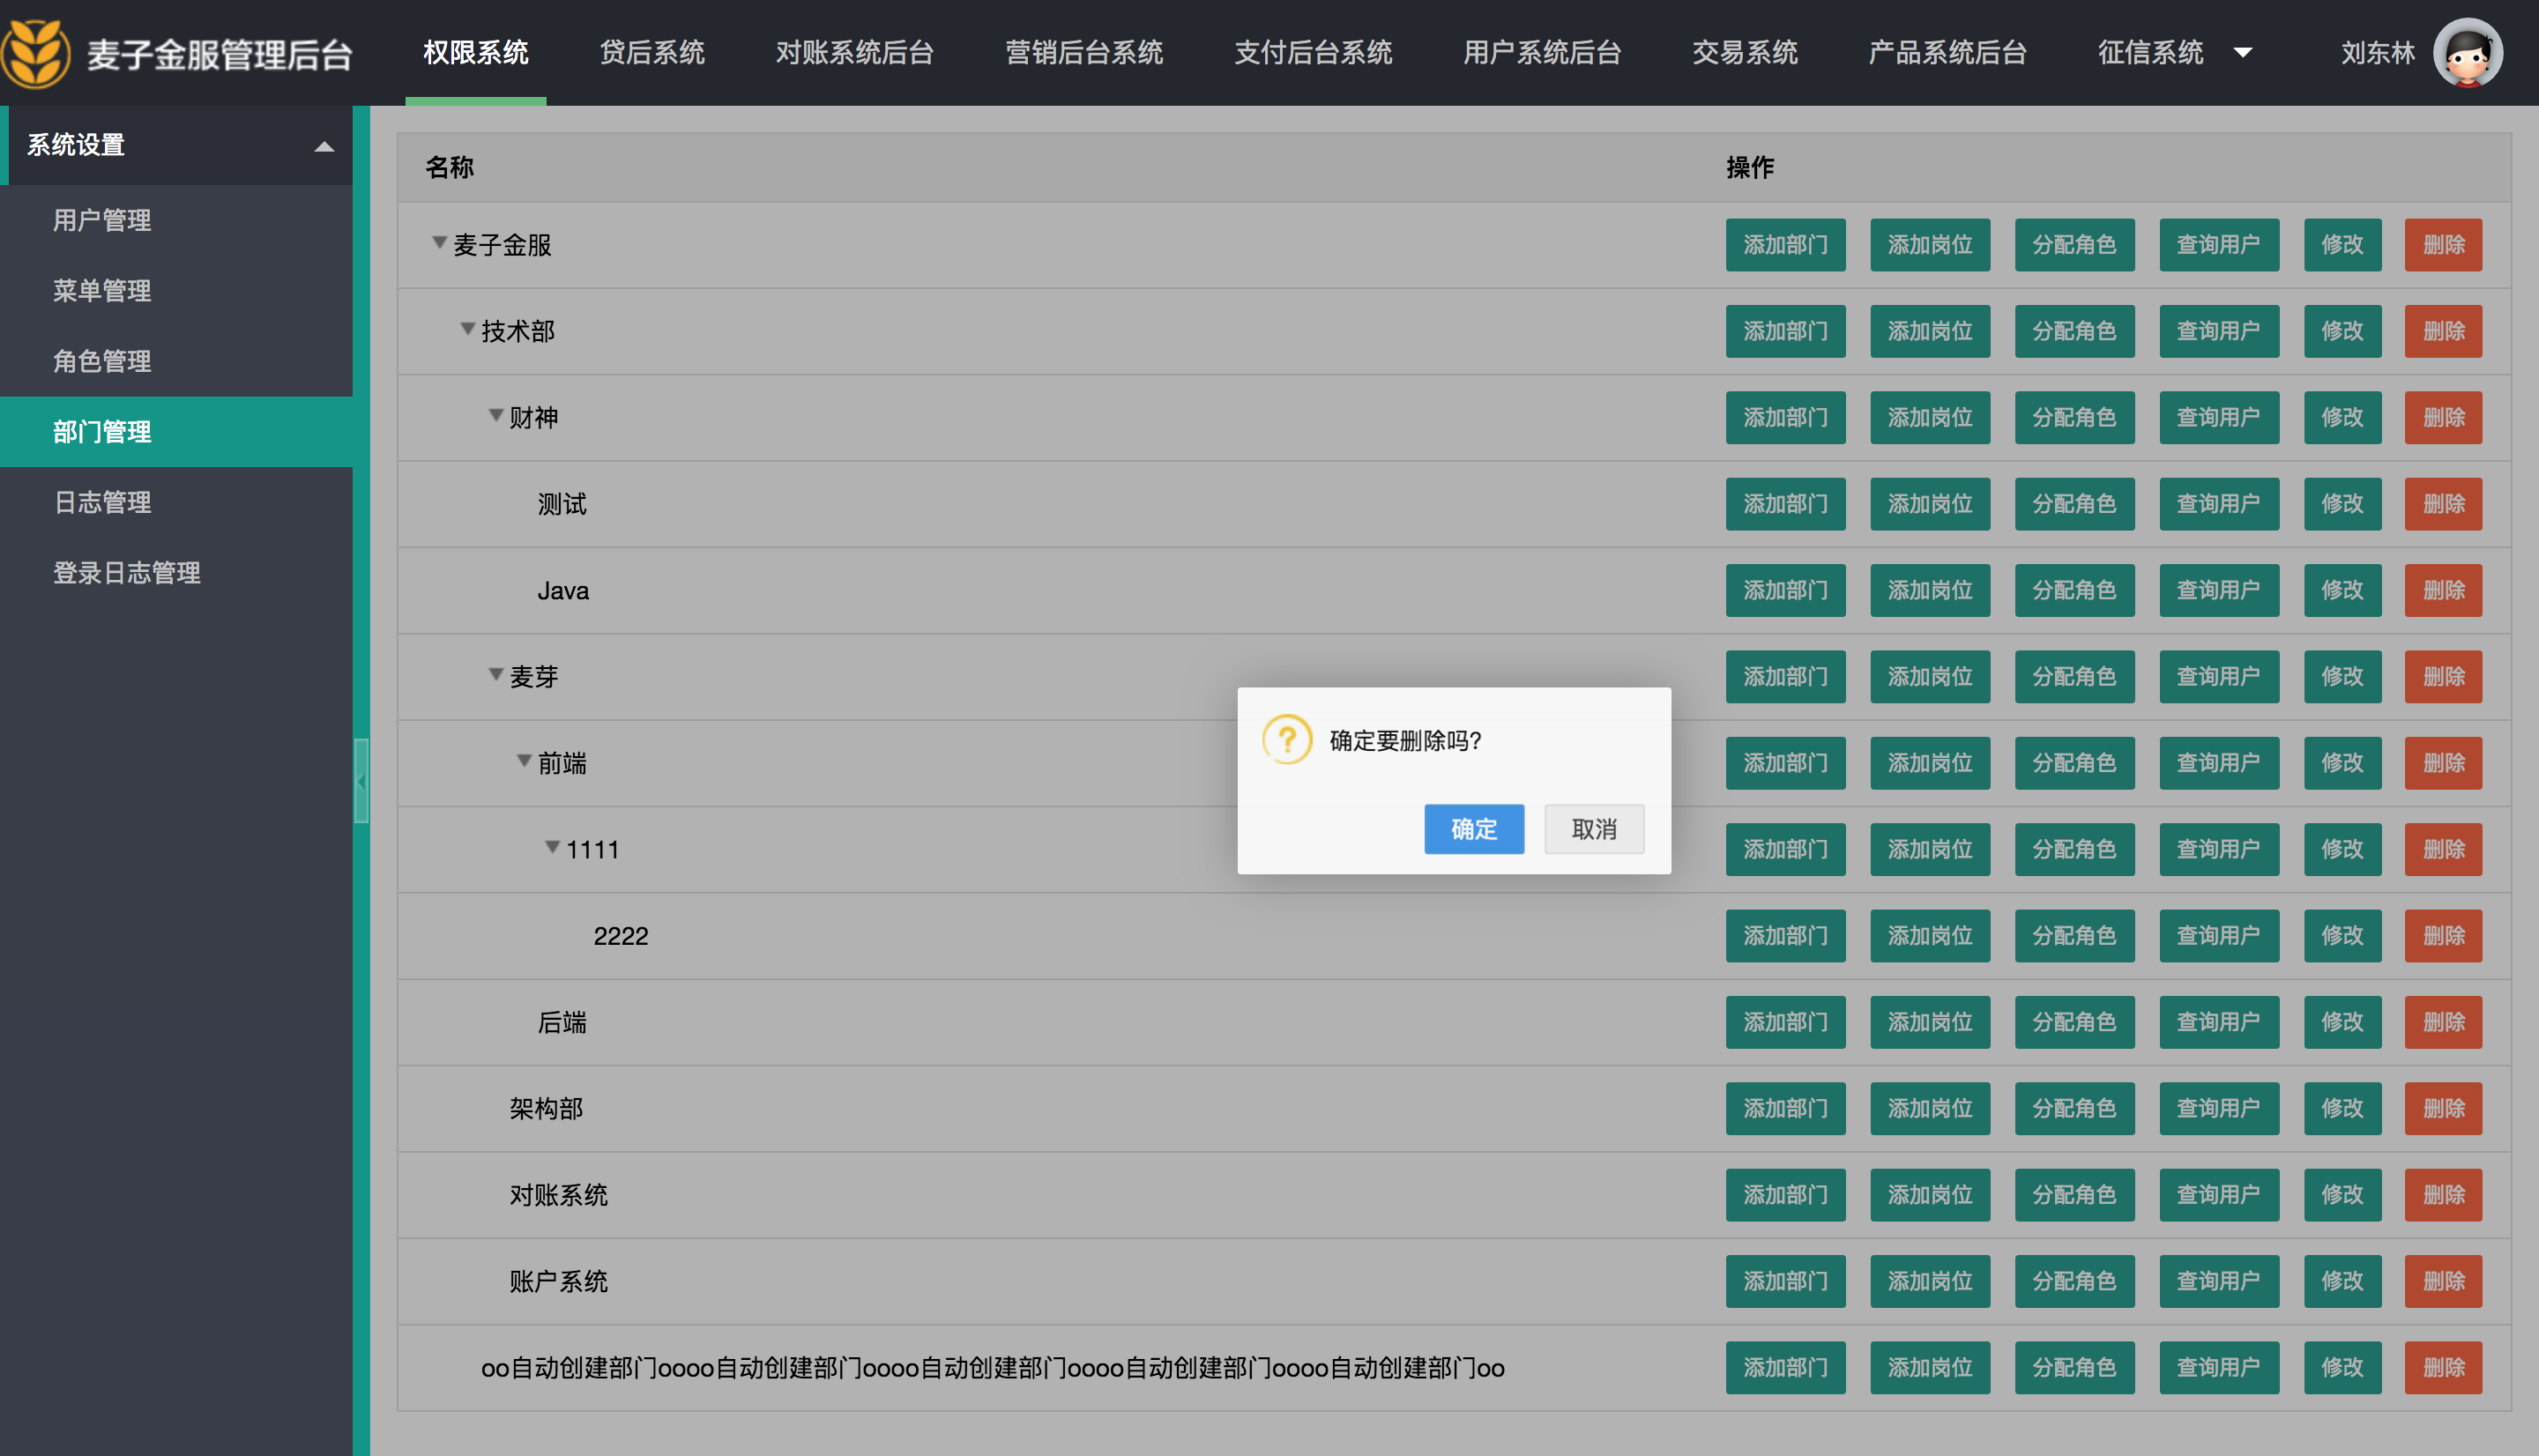 麦子金服管理后台 权限系统 贷后系统 对账系统后台 营销后台系统 支付后台系统 用户系统后台 交易系统 产品系统后台 征信系统 刘东林
系统设置
用户管理
菜单管理
角色管理
部门管理
日志管理
登录日志管理
名称 操作
麦子金服 添加部门 添加岗位 分配角色 查询用户 修改 删除
技术部 添加部门 添加岗位 分配角色 查询用户 修改 删除
财神 添加部门 添加岗位 分配角色 查询用户 修改 删除
测试 添加部门 添加岗位 分配角色 查询用户 修改 删除
Java 添加部门 添加岗位 分配角色 查询用户 修改 删除
麦芽 添加部门 添加岗位 分配角色 查询用户 修改 删除
前端 添加部门 添加岗位 分配角色 查询用户 修改 删除
1111 添加部门 添加岗位 分配角色 查询用户 修改 删除
2222 添加部门 添加岗位 分配角色 查询用户 修改 删除
后端 添加部门 添加岗位 分配角色 查询用户 修改 删除
架构部 添加部门 添加岗位 分配角色 查询用户 修改 删除
对账系统 添加部门 添加岗位 分配角色 查询用户 修改 删除
账户系统 添加部门 添加岗位 分配角色 查询用户 修改 删除
oo自动创建部门oooo自动创建部门oooo自动创建部门oooo自动创建部门oooo自动创建部门oo 添加部门 添加岗位 分配角色 查询用户 修改 删除
? 确定要删除吗?
确定 取消